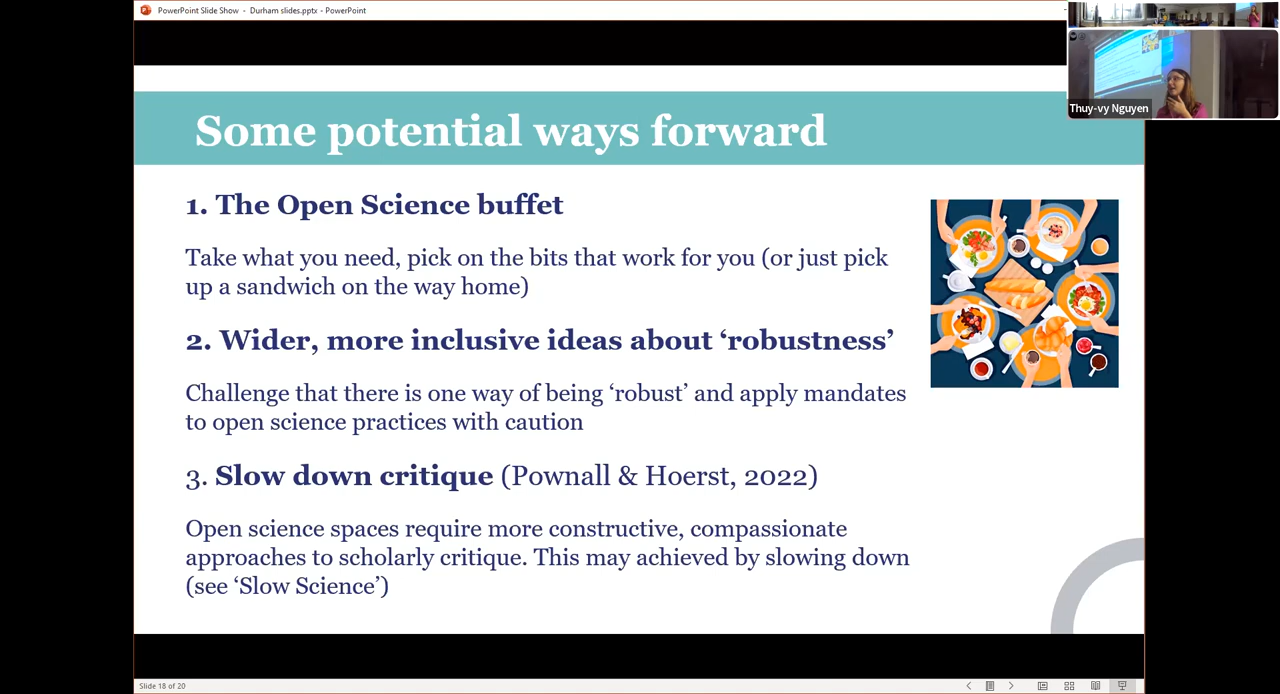 PowerPoint Slide Show - Durham slides.pptx - PowerPoint
Thuy-vy Nguyen
Some potential ways forward
1. The Open Science buffet
Take what you need, pick on the bits that work for you (or just pick
up a sandwich on the way home)
2. Wider, more inclusive ideas about ‘robustness’
Challenge that there is one way of being ‘robust’ and apply mandates
to open science practices with caution
3. Slow down critique (Pownall & Hoerst, 2022)
Open science spaces require more constructive, compassionate
approaches to scholarly critique. This may achieved by slowing down
(see ‘Slow Science’)
Slide 18 of 20